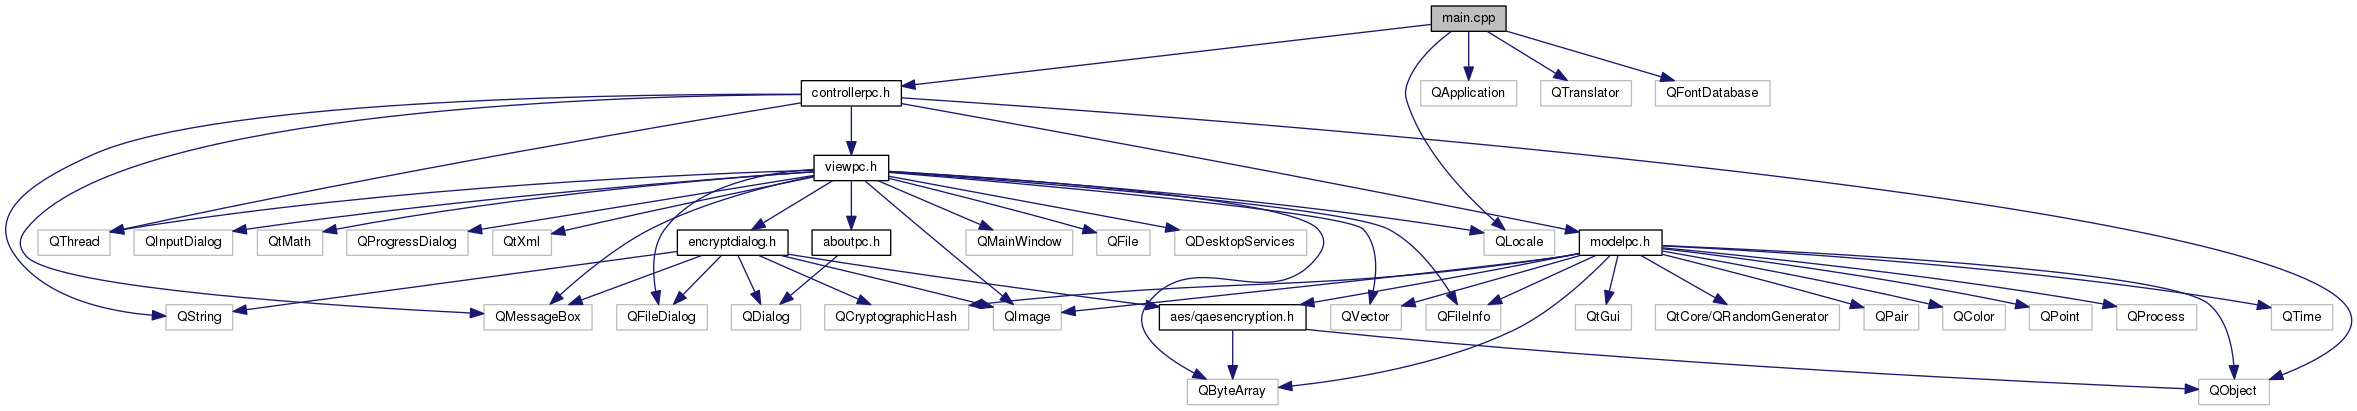 main.cpp
controllerpc.h
QApplication
QTranslator
QFontDatabase
viewpc.h
QThread
QInputDialog
QtMath
QProgressDialog
QtXml
encryptdialog.h
aboutpc.h
QMainWindow
QFile
QDesktopServices
QLocale
modelpc.h
QString
QMessageBox
QFileDialog
QDialog
QCryptographicHash
QImage
aes/qaesencryption.h
QVector
QFileInfo
QtGui
QtCore/QRandomGenerator
QPair
QColor
QPoint
QProcess
QTime
QByteArray
QObject